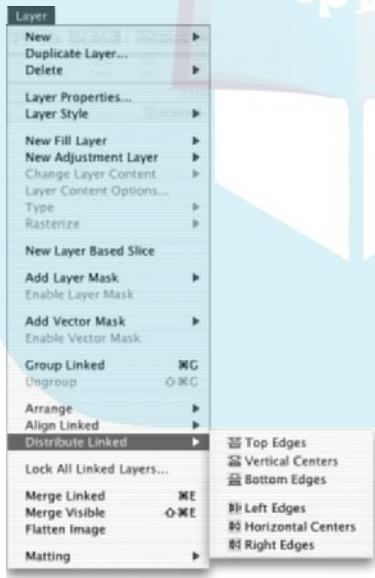 Layer
New
Duplicate Layer...
Delete
Layer Properties...
Layer Style
New Fill Layer
New Adjustment Layer
Change Layer Content
Layer Content Options...
Type
Rasterize
New Layer Based Slice
Add Layer Mask
Enable Layer Mask
Add Vector Mask
Enable Vector Mask
Group Linked ⌘G
Ungroup ⇧⌘G
Arrange
Align Linked
Distribute Linked
Top Edges
Vertical Centers
Bottom Edges
Left Edges
Horizontal Centers
Right Edges
Lock All Linked Layers...
Merge Linked ⌘E
Merge Visible ⇧⌘E
Flatten Image
Matting